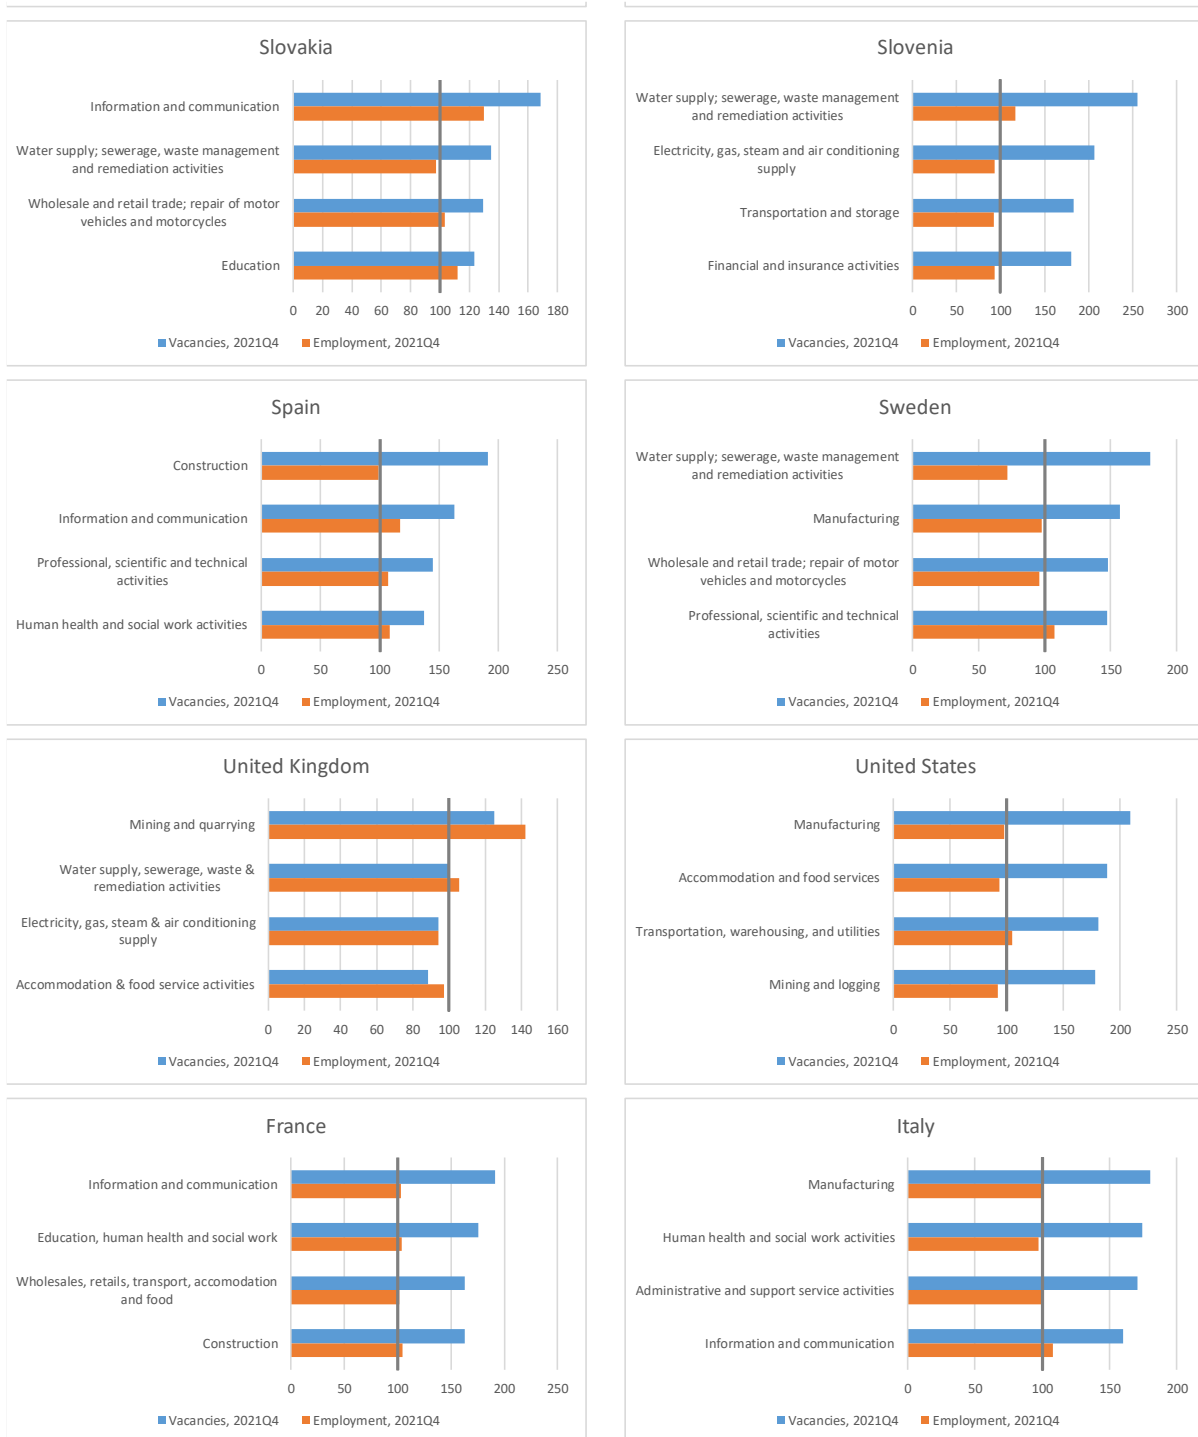 Slovakia
Information and communication
Water supply; sewerage, waste management
and remediation activities
Wholesale and retail trade; repair of motor
vehicles and motorcycles
Education
0 20 40 60 80 100 120 140 160 180
Vacancies, 2021Q4 Employment, 2021Q4
Slovenia
Water supply; sewerage, waste management
and remediation activities
Electricity, gas, steam and air conditioning
supply
Transportation and storage
Financial and insurance activities
0 50 100 150 200 250 300
Vacancies, 2021Q4 Employment, 2021Q4
Spain
Construction
Information and communication
Professional, scientific and technical
activities
Human health and social work activities
0 50 100 150 200 250
Vacancies, 2021Q4 Employment, 2021Q4
Sweden
Water supply; sewerage, waste management
and remediation activities
Manufacturing
Wholesale and retail trade; repair of motor
vehicles and motorcycles
Professional, scientific and technical
activities
0 50 100 150 200
Vacancies, 2021Q4 Employment, 2021Q4
United Kingdom
Mining and quarrying
Water supply, sewerage, waste &
remediation activities
Electricity, gas, steam & air conditioning
supply
Accommodation & food service activities
0 20 40 60 80 100 120 140 160
Vacancies, 2021Q4 Employment, 2021Q4
United States
Manufacturing
Accommodation and food services
Transportation, warehousing, and utilities
Mining and logging
0 50 100 150 200 250
Vacancies, 2021Q4 Employment, 2021Q4
France
Information and communication
Education, human health and social work
Wholesales, retails, transport, accomodation
and food
Construction
0 50 100 150 200 250
Vacancies, 2021Q4 Employment, 2021Q4
Italy
Manufacturing
Human health and social work activities
Administrative and support service activities
Information and communication
0 50 100 150 200
Vacancies, 2021Q4 Employment, 2021Q4